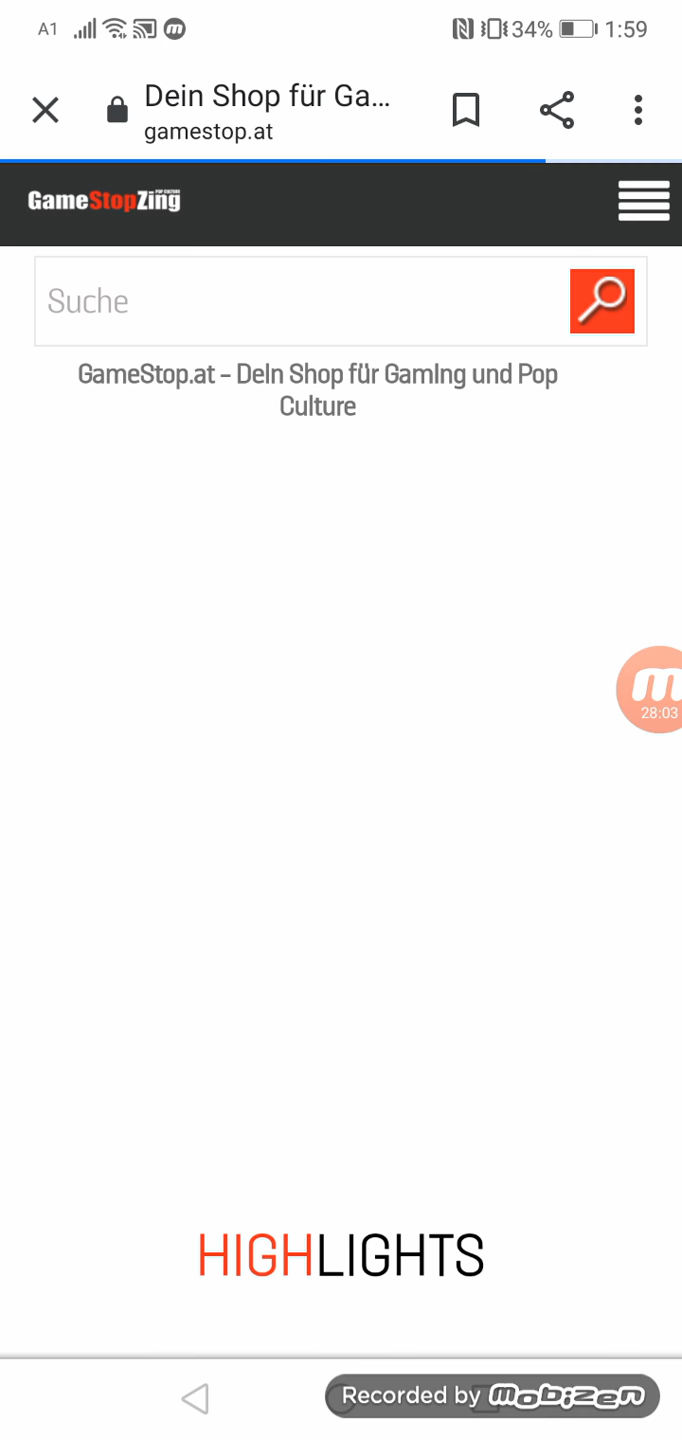 A1 34% 1:59
Dein Shop für Ga...
gamestop.at
GameStopZing
POP CULTURE
Suche
GameStop.at - Dein Shop für Gaming und Pop
Culture
m
28:03
HIGHLIGHTS
Recorded by mobizen